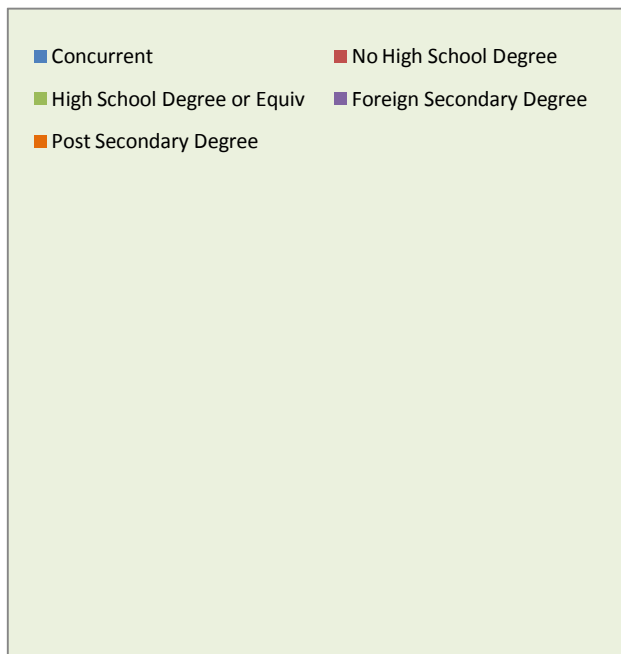 Concurrent No High School Degree
High School Degree or Equiv Foreign Secondary Degree
Post Secondary Degree